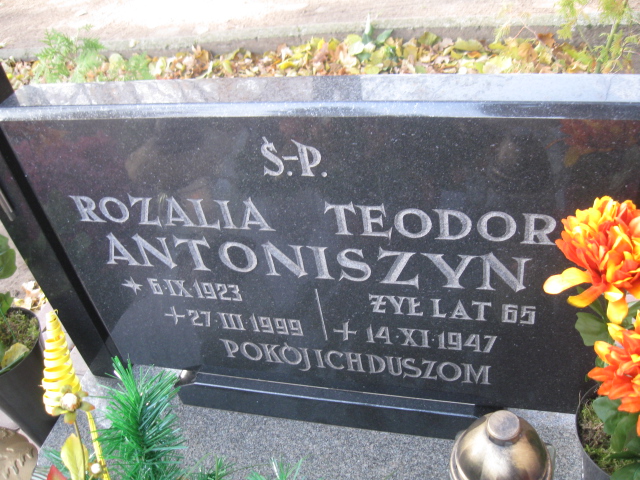 Ś.P.
ROZALIA TEODOR
ANTONISZYN
* 6 IX 1923 ŻYŁ LAT 65
+ 27 III 1999 + 14 XI 1947
POKÓJ ICH DUSZOM